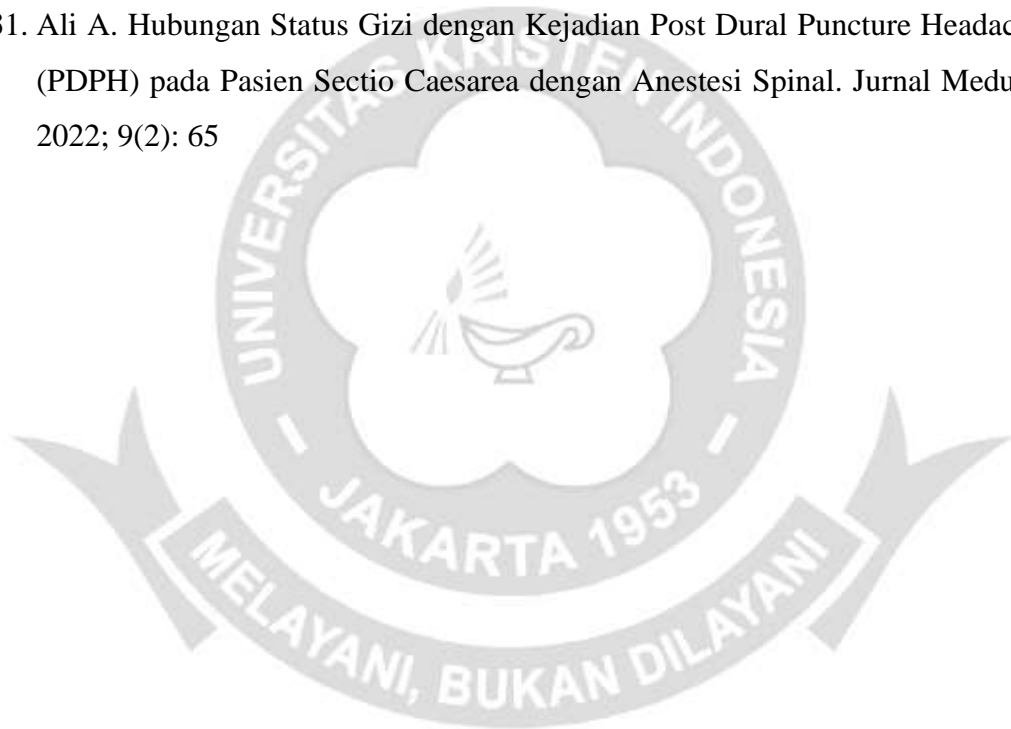 31. Ali A. Hubungan Status Gizi dengan Kejadian Post Dural Puncture Headac
(PDPH) pada Pasien Sectio Caesarea dengan Anestesi Spinal. Jurnal Medu
2022; 9(2): 65
UNIVERSITAS KRISTEN INDONESIA
JAKARTA 1953
MELAYANI, BUKAN DILAYANI